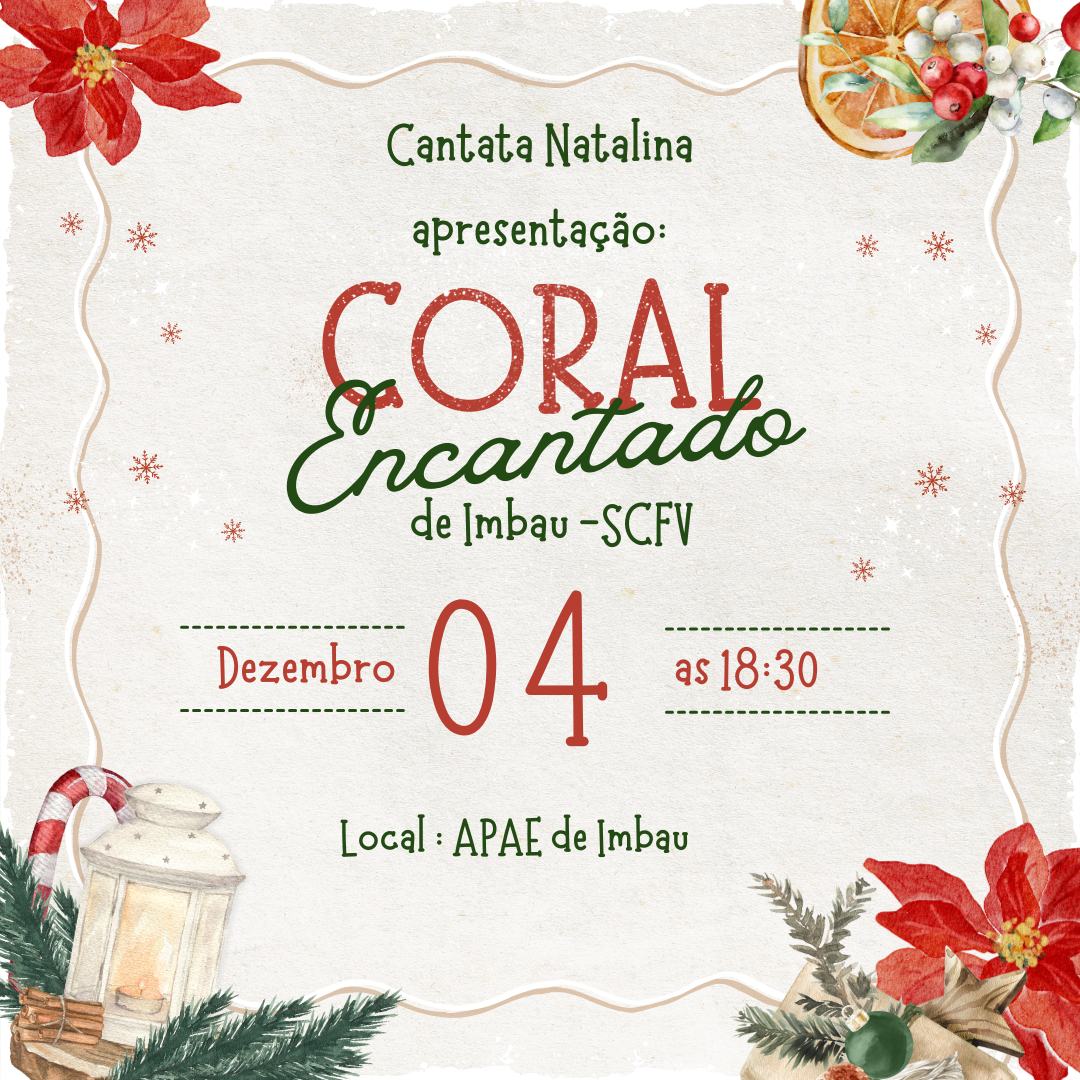 Cantata Natalina
apresentação:
CORAL
Encantado
de Imbau -SCFV
Dezembro
04
as 18:30
Local : APAE de Imbau